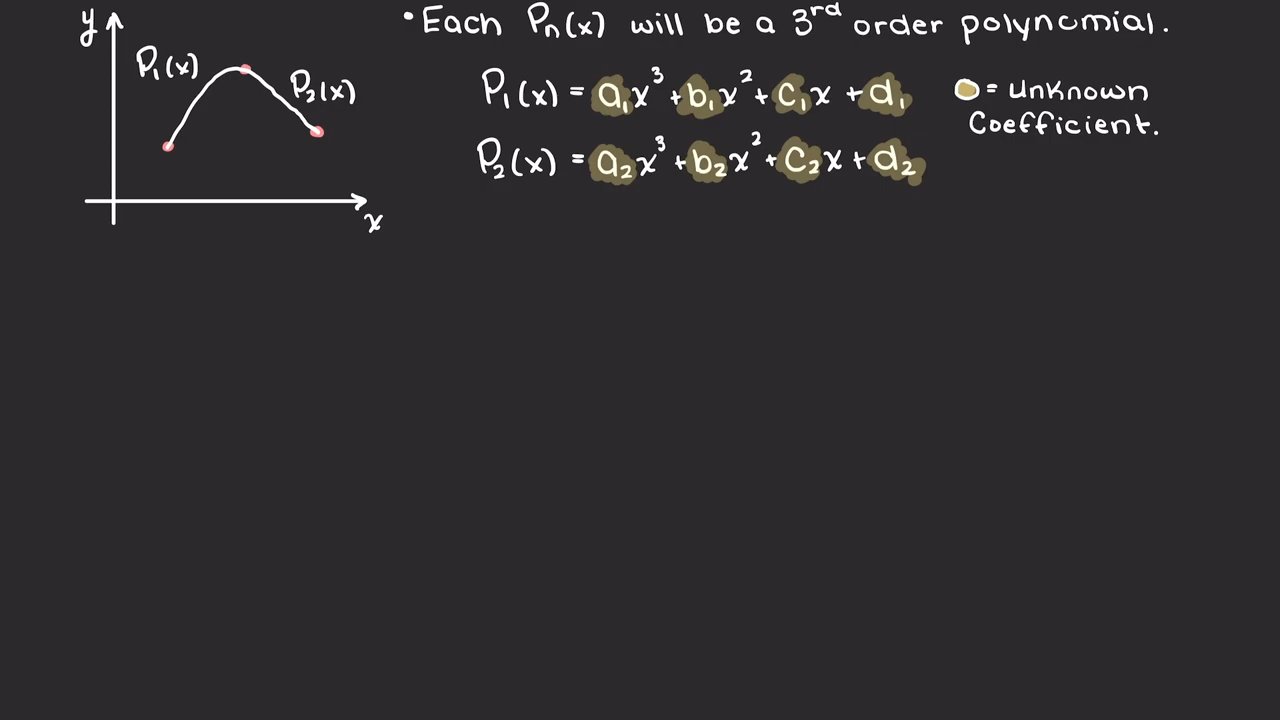 y
P₁(x)
P₂(x)
x
• Each Pn(x) will be a 3rd order polynomial.
P₁(x) = a₁x³ + b₁x² + c₁x + d₁
P₂(x) = a₂x³ + b₂x² + c₂x + d₂
= unknown
Coefficient.